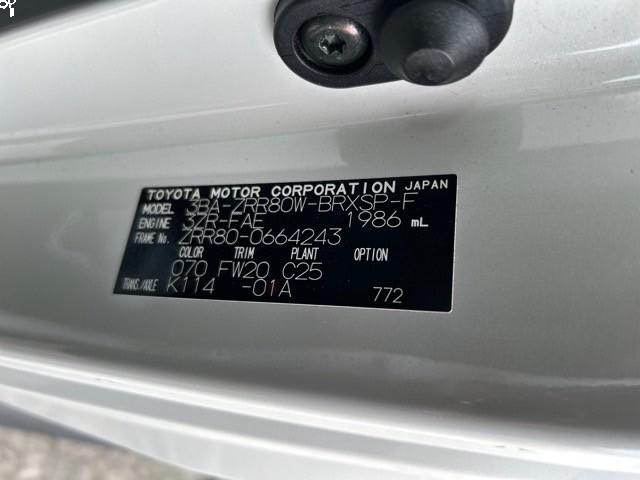 TOYOTA MOTOR CORPORATION JAPAN
MODEL 3BA-ZRR80W-BRXSP-F
ENGINE 3ZR-FAE 1986 mL
FRAME No. ZRR80-0664243
COLOR TRIM PLANT OPTION
070 FW20 C25
TRANS./AXLE K114 -01A 772